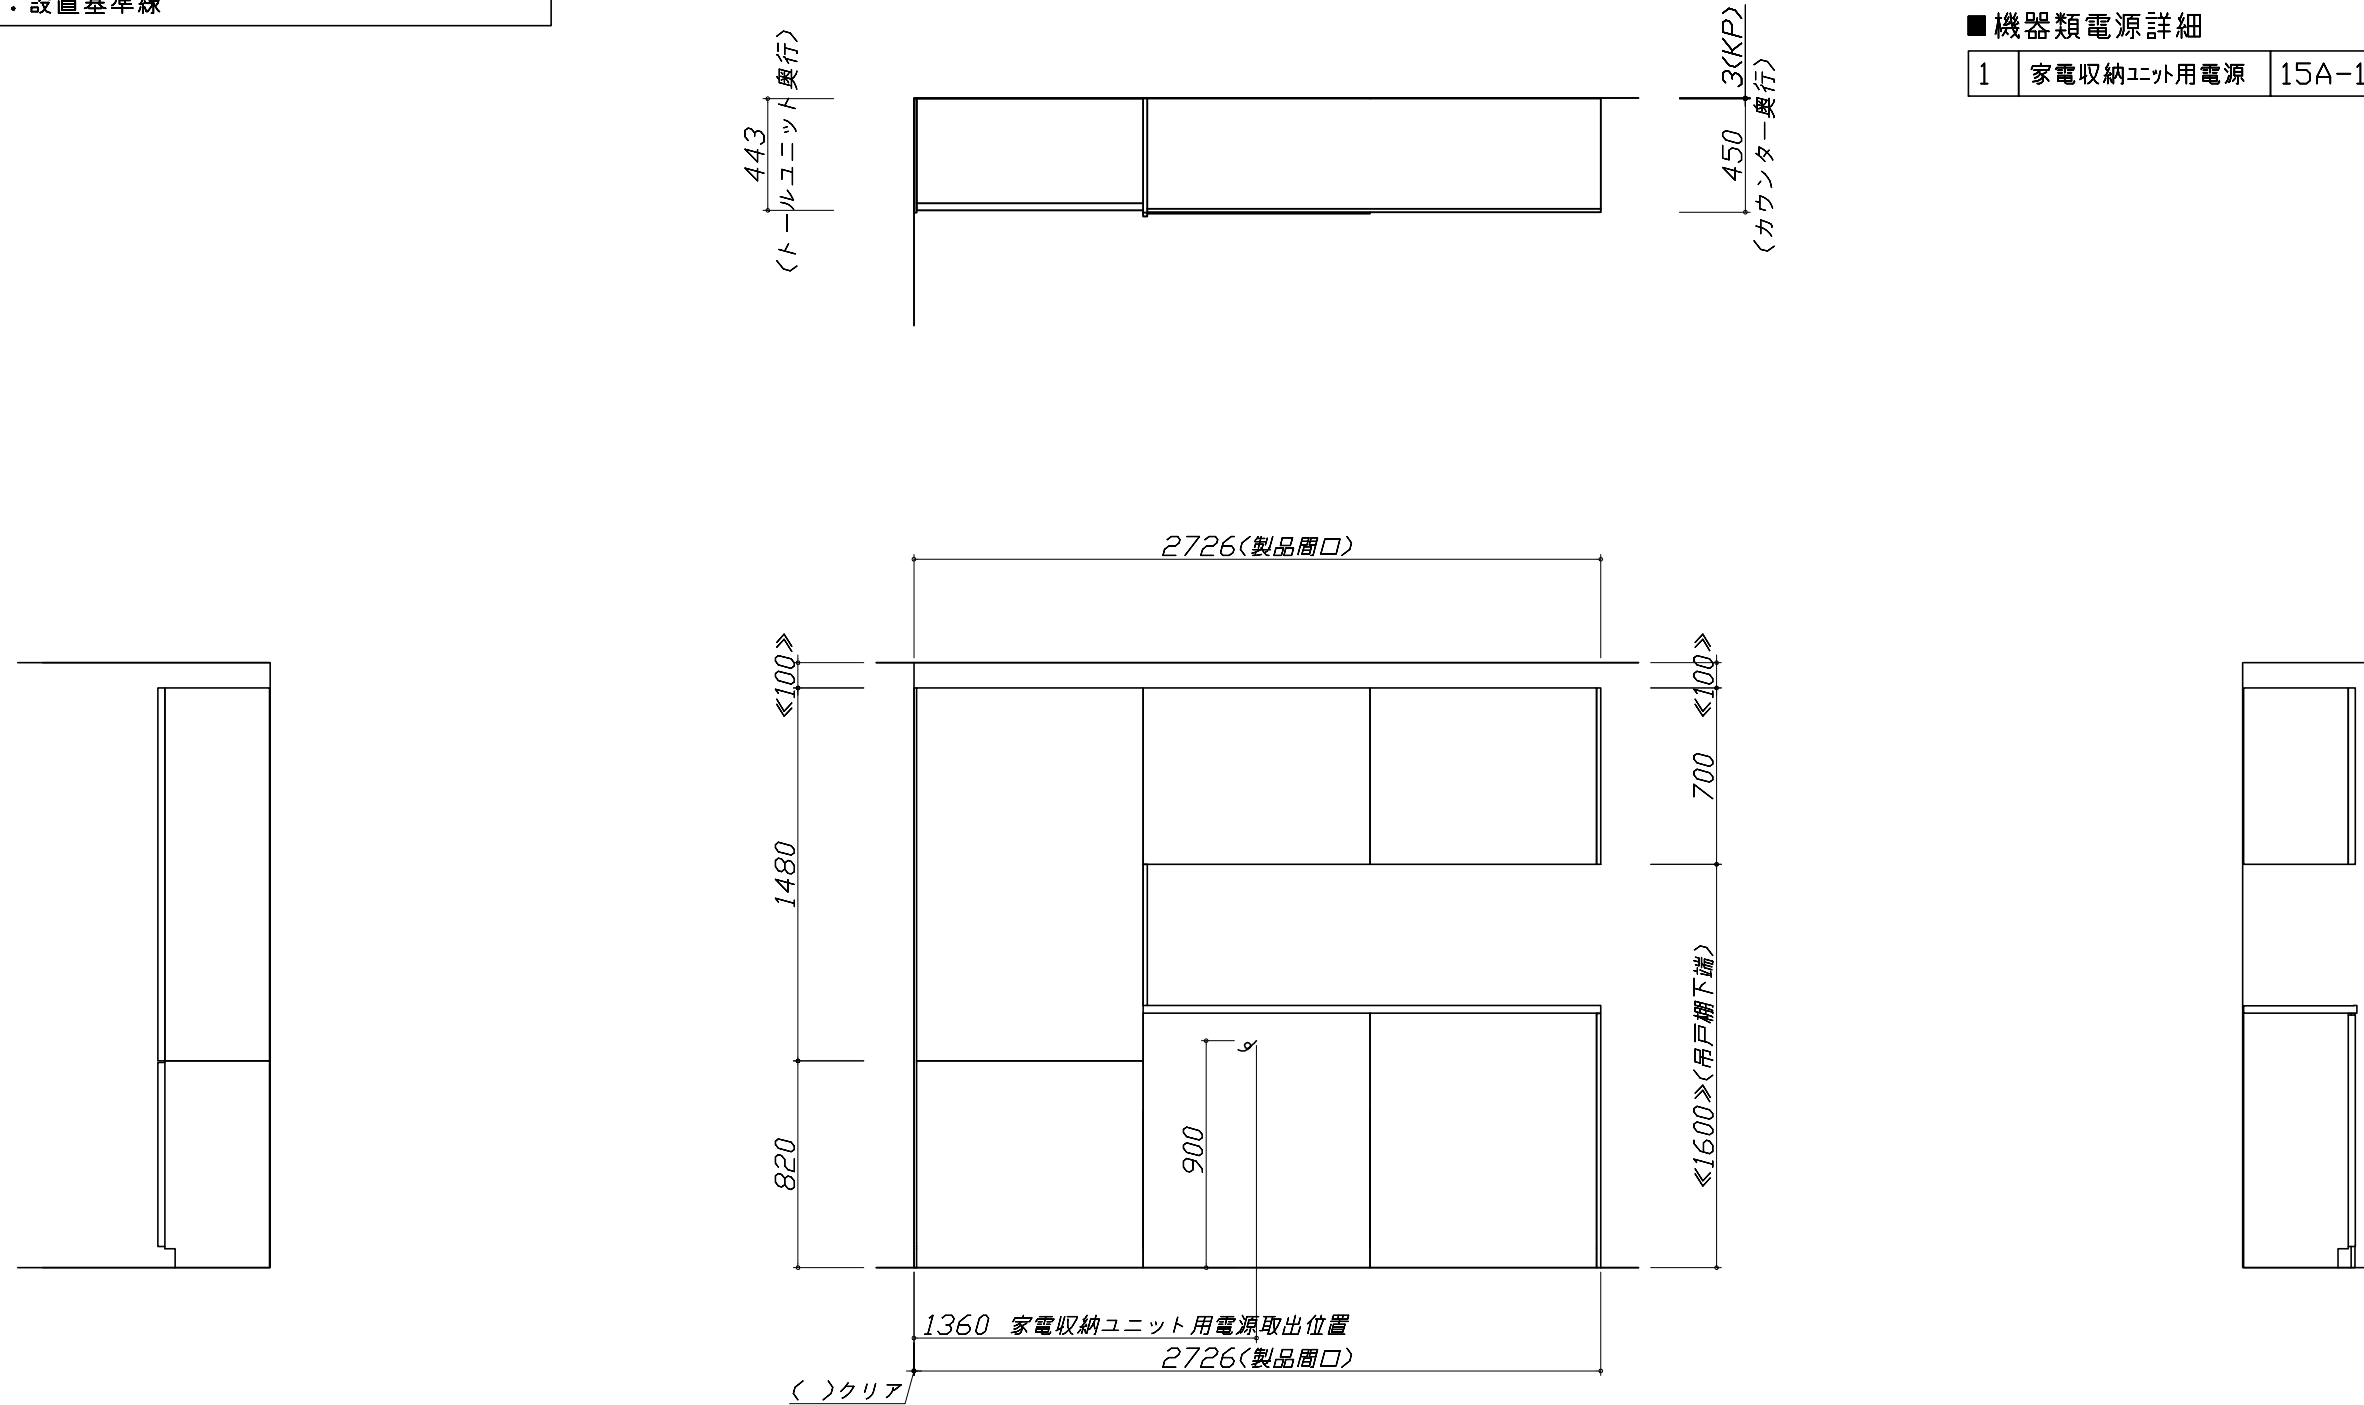 ：設置基準線
■機器類電源詳細
1 家電収納ﾕﾆｯﾄ用電源 15A-1
443
(トールユニット奥行)
3(KP)
450
(カウンター奥行)
2726(製品間口)
≪100≫
1480
820
≪100≫
700
≪1600≫(吊戸棚下端)
900
1360 家電収納ユニット用電源取出位置
2726(製品間口)
( )クリア